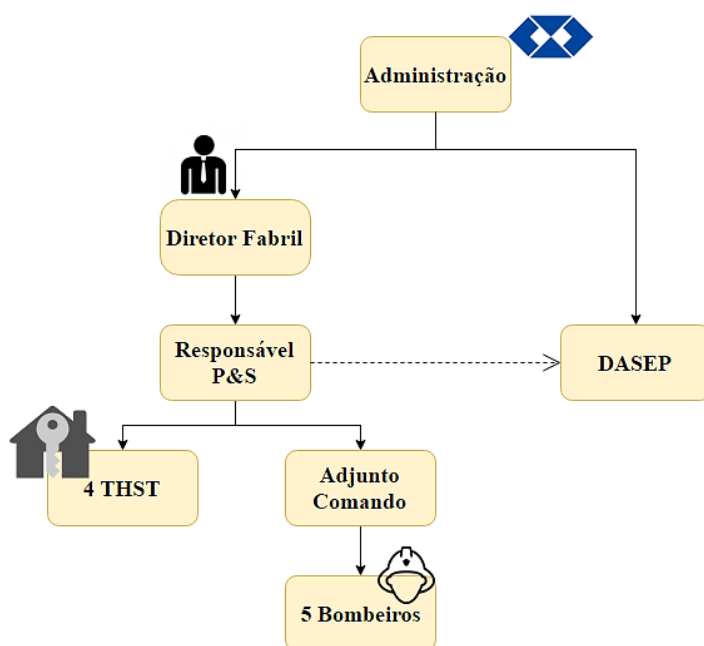 Administração
Diretor Fabril
Responsável
P&S
DASEP
4 THST
Adjunto
Comando
5 Bombeiros